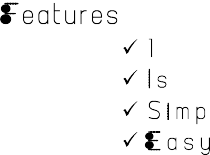 Features
✓ I
✓ Is
✓ SImp
✓ Easy